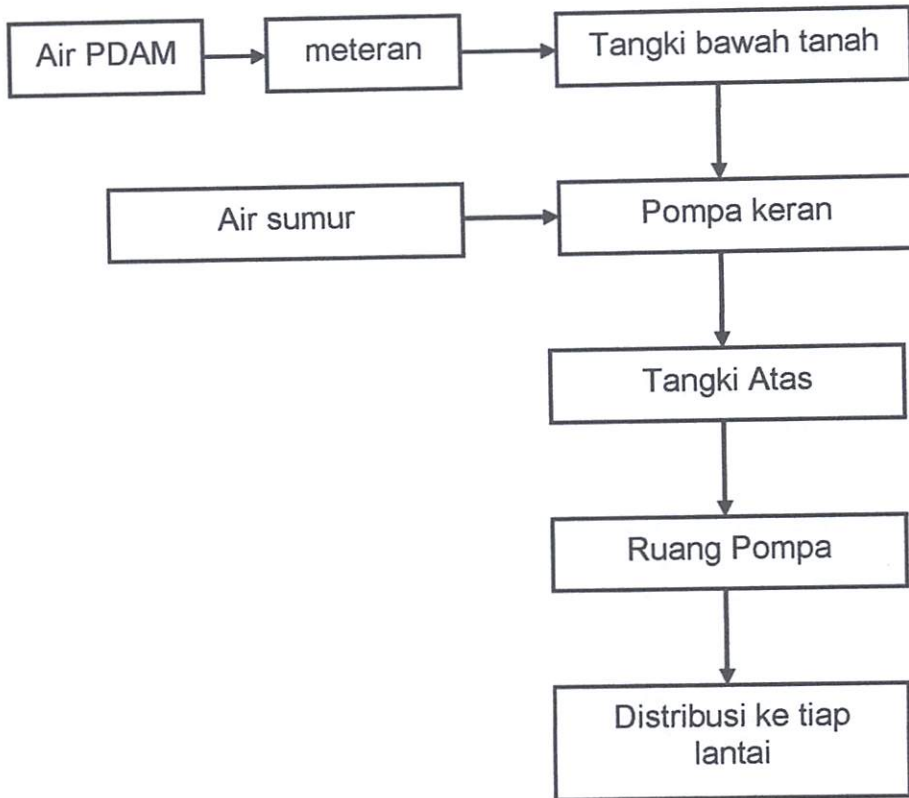 Air PDAM
meteran
Tangki bawah tanah
Air sumur
Pompa keran
Tangki Atas
Ruang Pompa
Distribusi ke tiap
lantai